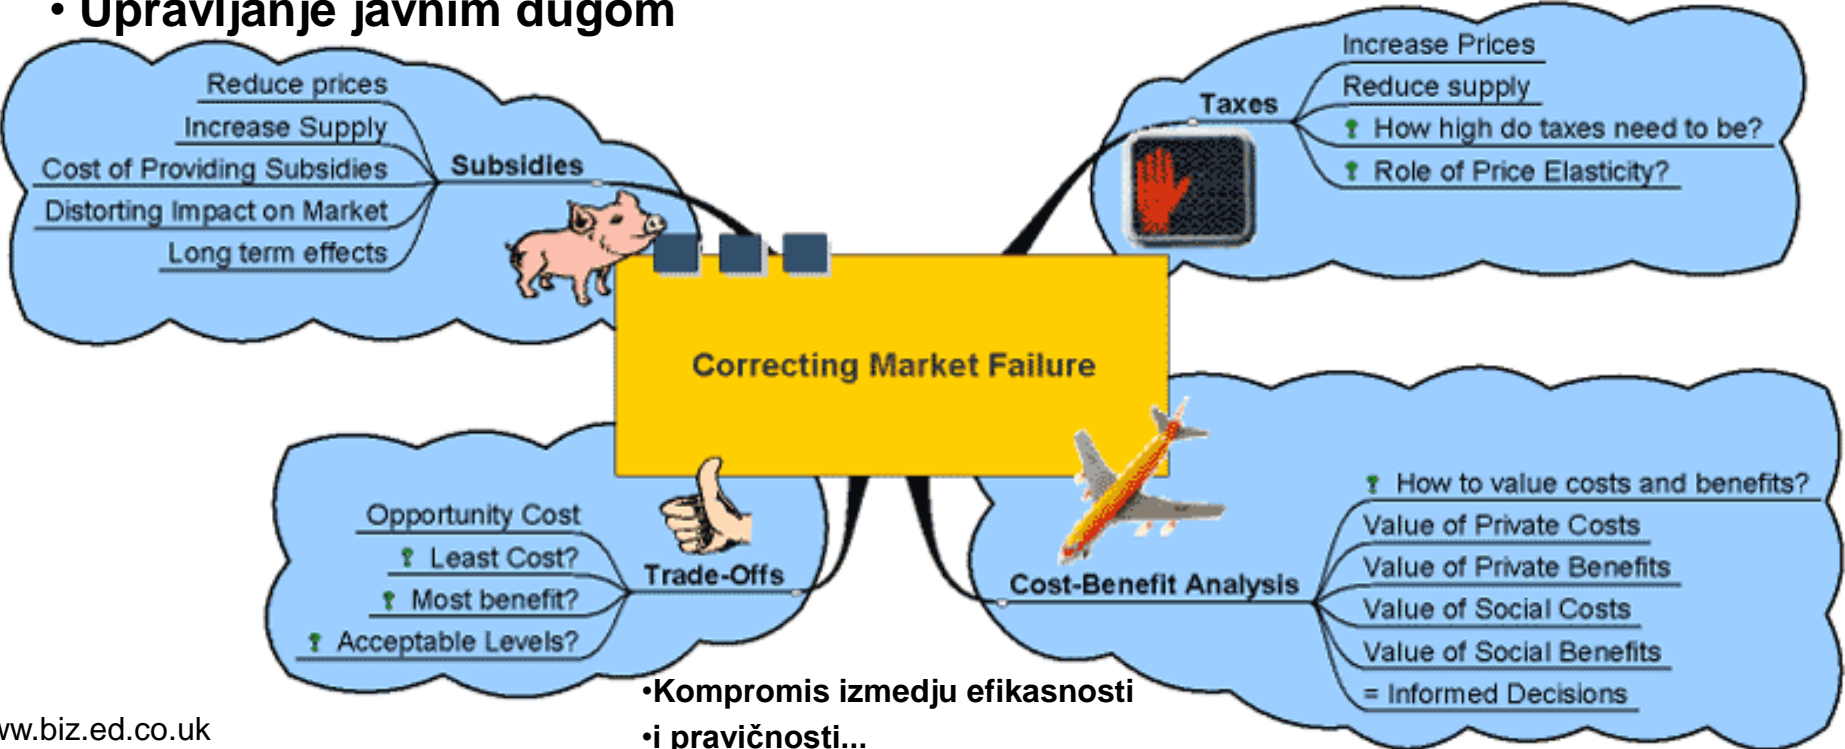 • Upravljanje javnim dugom
Reduce prices
Increase Supply
Cost of Providing Subsidies
Distorting Impact on Market
Long term effects
Subsidies
Taxes
Increase Prices
Reduce supply
? How high do taxes need to be?
? Role of Price Elasticity?
Correcting Market Failure
Opportunity Cost
? Least Cost?
? Most benefit?
? Acceptable Levels?
Trade-Offs
Cost-Benefit Analysis
? How to value costs and benefits?
Value of Private Costs
Value of Private Benefits
Value of Social Costs
Value of Social Benefits
= Informed Decisions
•Kompromis izmedju efikasnosti
•i pravičnosti...
ww.biz.ed.co.uk